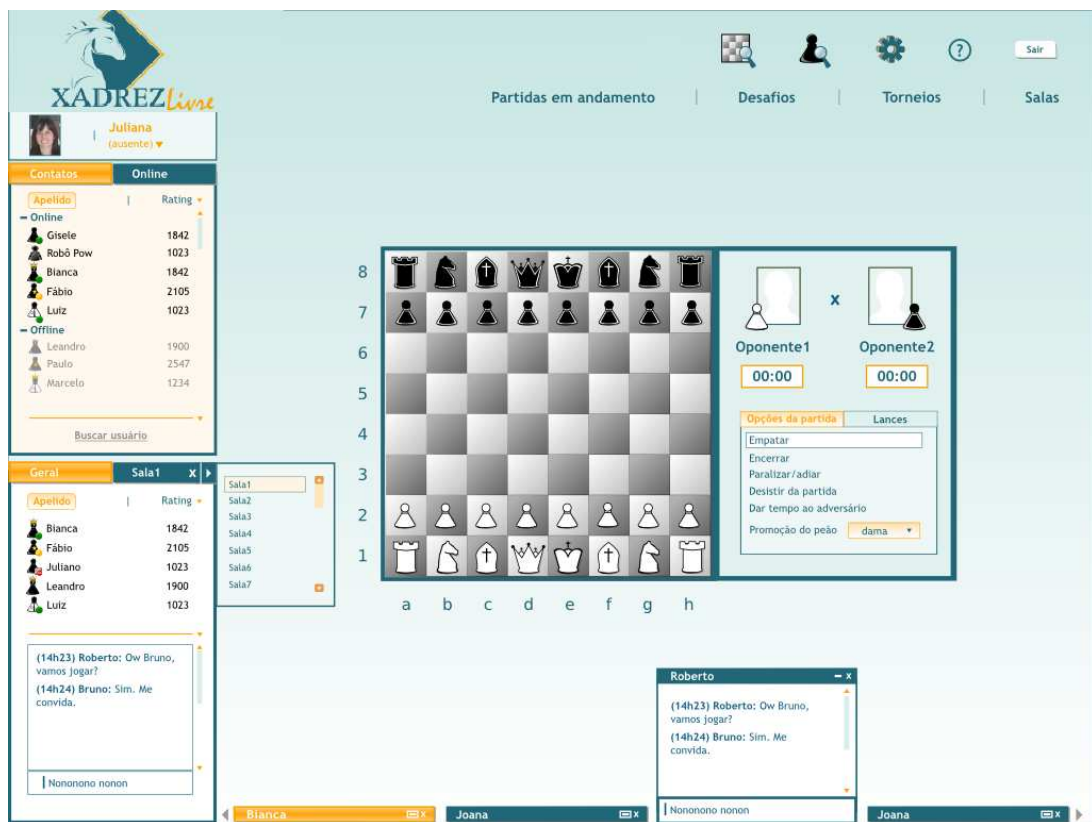 XADREZ Livre
Sair
Partidas em andamento | Desafios | Torneios | Salas
Juliana
(ausente)
Contatos Online
Apelido | Rating
Online
Gisele 1842
Robô Pow 1023
Bianca 1842
Fábio 2105
Luiz 1023
Offline
Leandro 1900
Paulo 2547
Marcelo 1234
Buscar usuário
Geral Sala1 x
Apelido | Rating
Bianca 1842
Fábio 2105
Juliano 1023
Leandro 1900
Luiz 1023
(14h23) Roberto: Ow Bruno,
vamos jogar?
(14h24) Bruno: Sim. Me
convida.
Nononono nonon
Sala1
Sala2
Sala3
Sala4
Sala5
Sala6
Sala7
8
7
6
5
4
3
2
1
a b c d e f g h
x
Oponente1 Oponente2
00:00 00:00
Opções da partida Lances
Empatar
Encerrar
Paralizar/adiar
Desistir da partida
Dar tempo ao adversário
Promoção do peão dama
Roberto x
(14h23) Roberto: Ow Bruno,
vamos jogar?
(14h24) Bruno: Sim. Me
convida.
Nononono nonon
Bianca x Joana x Joana x